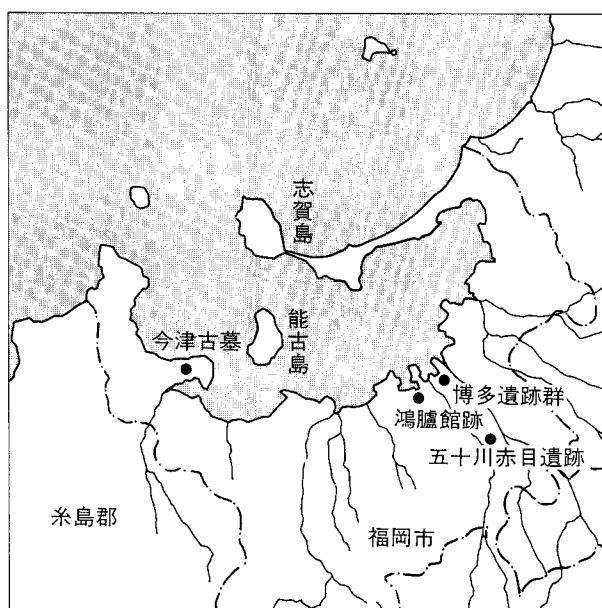 志賀島
能古島
今津古墓
博多遺跡群
鴻臚館跡
五十川赤目遺跡
糸島郡
福岡市